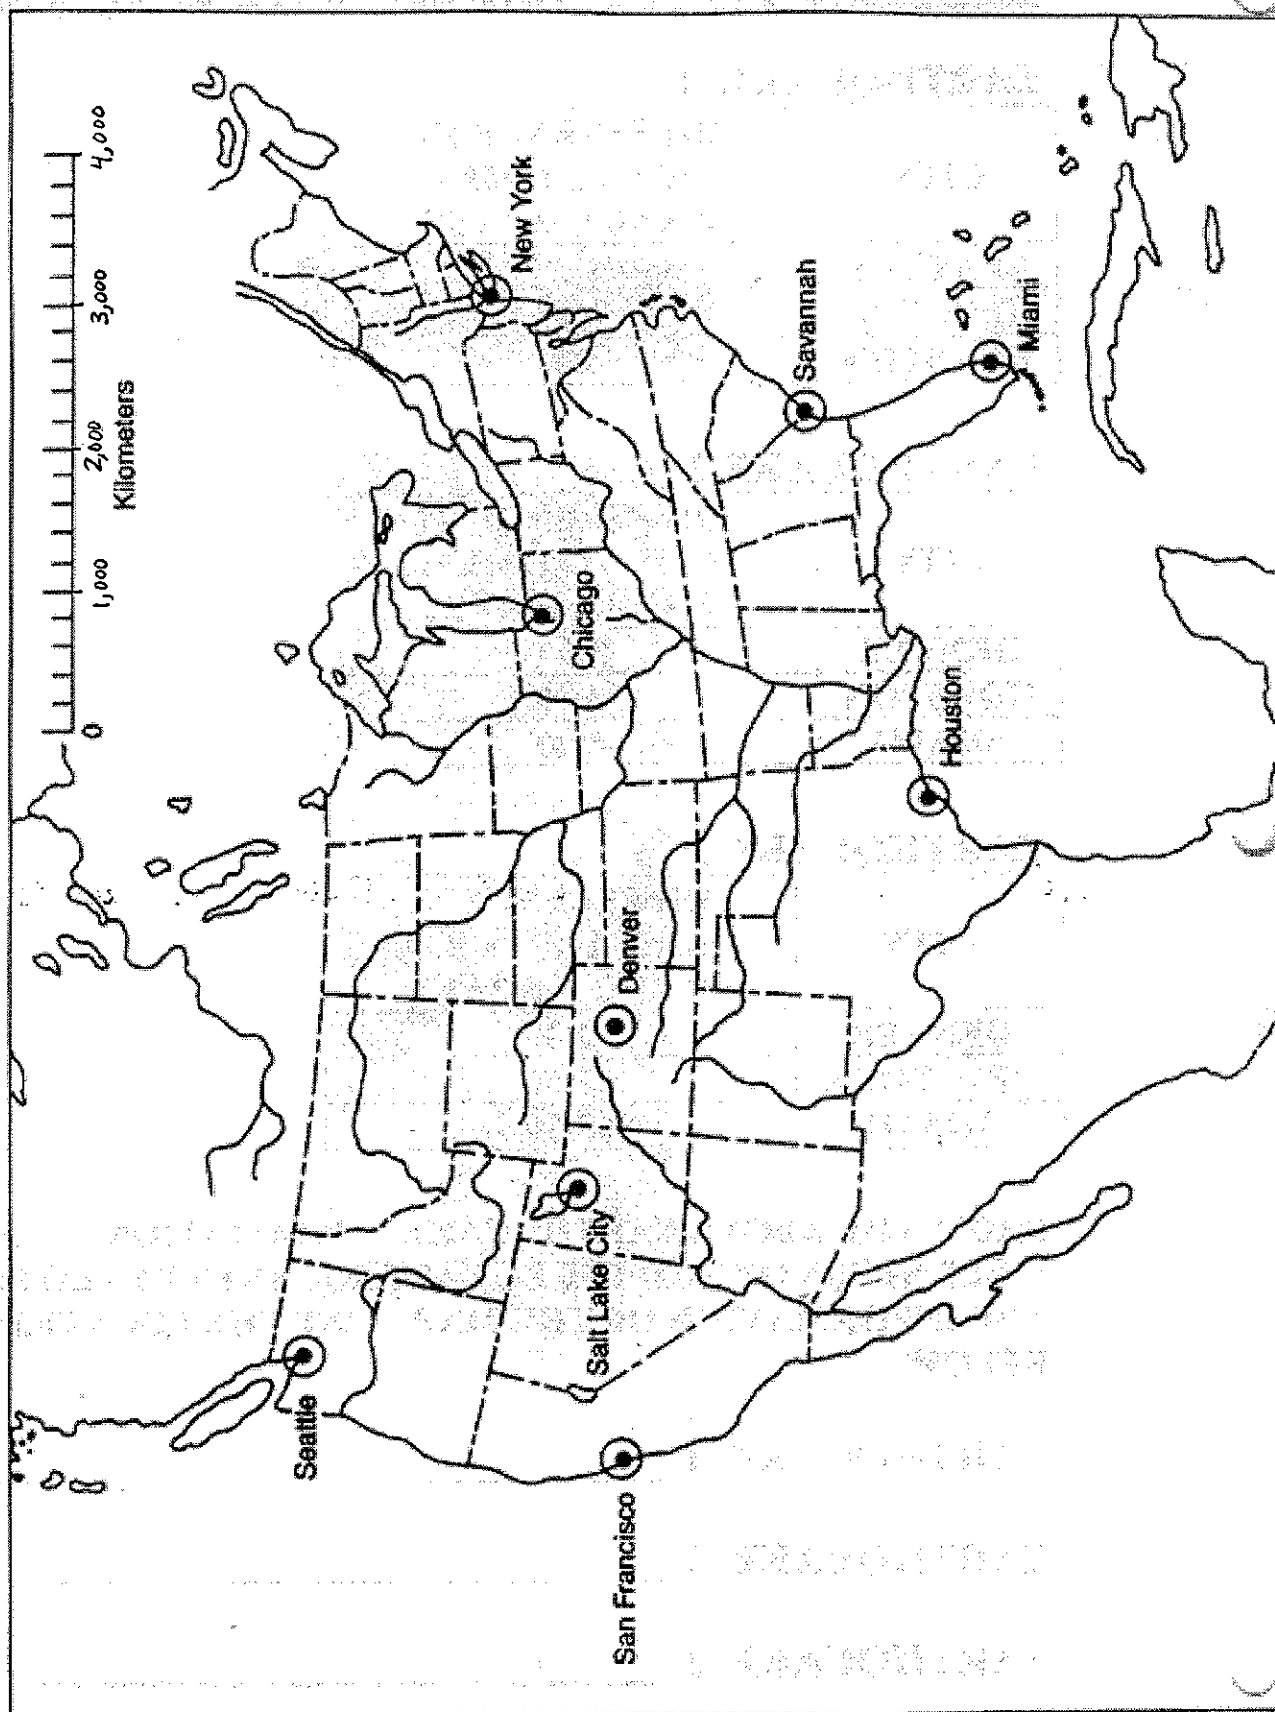 0 1,000 2,000 3,000 4,000
Kilometers
Seattle
New York
Chicago
Salt Lake City
Denver
San Francisco
Savannah
Houston
Miami